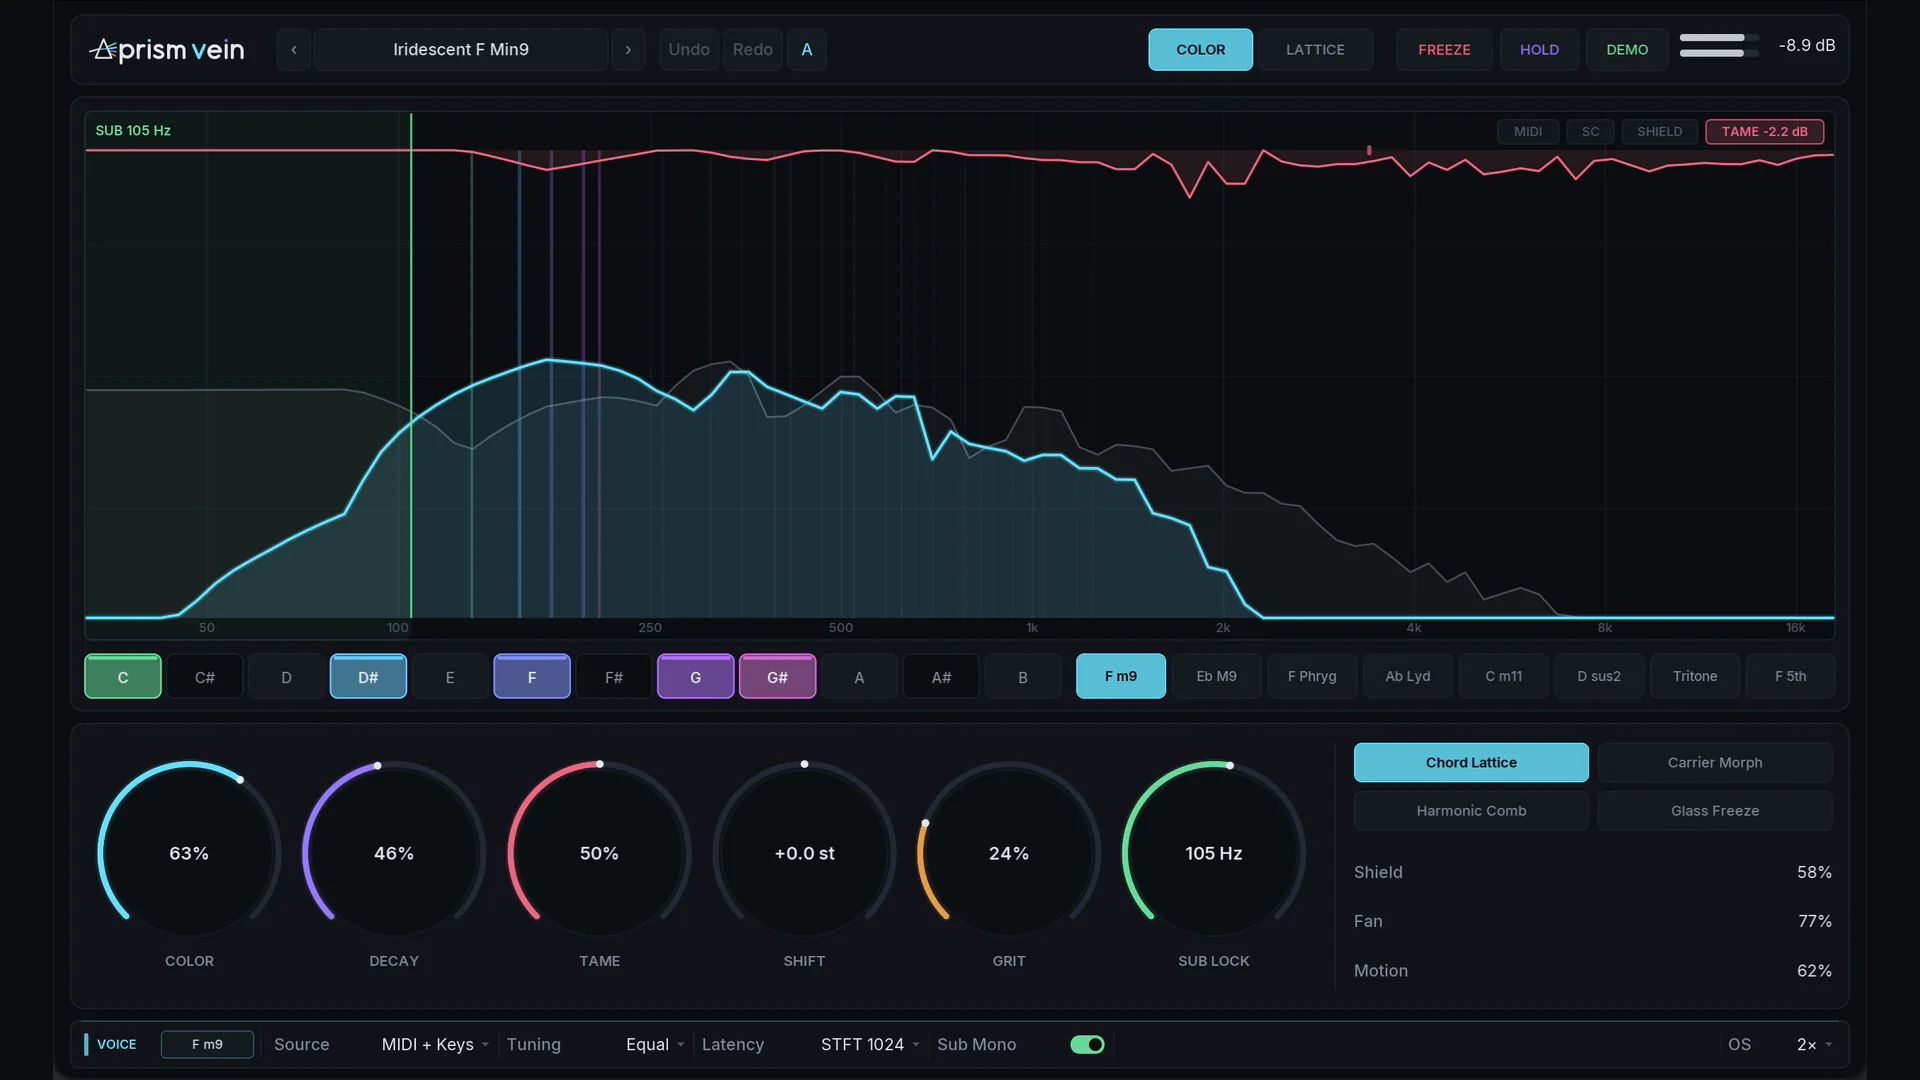 prism vein
‹ Iridescent F Min9 › Undo Redo A COLOR LATTICE FREEZE HOLD DEMO -8.9 dB
SUB 105 Hz MIDI SC SHIELD TAME -2.2 dB
50 100 250 500 1k 2k 4k 8k 16k
C C# D D# E F F# G G# A A# B F m9 Eb M9 F Phryg Ab Lyd C m11 D sus2 Tritone F 5th
63% 46% 50% +0.0 st 24% 105 Hz
COLOR DECAY TAME SHIFT GRIT SUB LOCK
Chord Lattice Carrier Morph
Harmonic Comb Glass Freeze
Shield 58%
Fan 77%
Motion 62%
VOICE F m9 Source MIDI + Keys Tuning Equal Latency STFT 1024 Sub Mono OS 2×